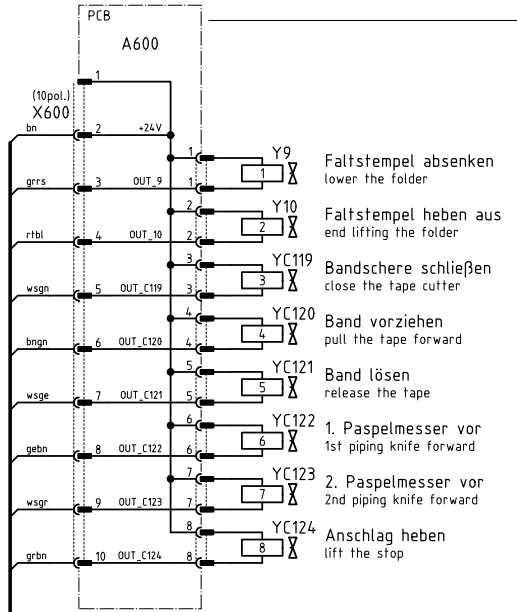 PCB
A600
1
(10pol.)
X600
bn 2 +24V
1 Y9 Faltstempel absenken
1 lower the folder
grrs 3 OUT_9 1
2 Y10 Faltstempel heben aus
2 end lifting the folder
rtbl 4 OUT_10 2
3 YC119 Bandschere schließen
3 close the tape cutter
wsgn 5 OUT_C119 3
4 YC120 Band vorziehen
4 pull the tape forward
bngn 6 OUT_C120 4
5 YC121 Band lösen
5 release the tape
wsge 7 OUT_C121 5
6 YC122 1. Paspelmesser vor
6 1st piping knife forward
gebn 8 OUT_C122 6
7 YC123 2. Paspelmesser vor
7 2nd piping knife forward
wsgr 9 OUT_C123 7
8 YC124 Anschlag heben
8 lift the stop
grbn 10 OUT_C124 8